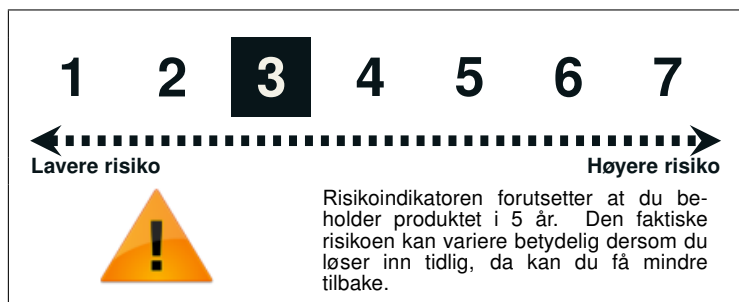 1 2 3 4 5 6 7
Lavere risiko Høyere risiko
!
Risikoindikatoren forutsetter at du be-
holder produktet i 5 år. Den faktiske
risikoen kan variere betydelig dersom du
løser inn tidlig, da kan du få mindre
tilbake.